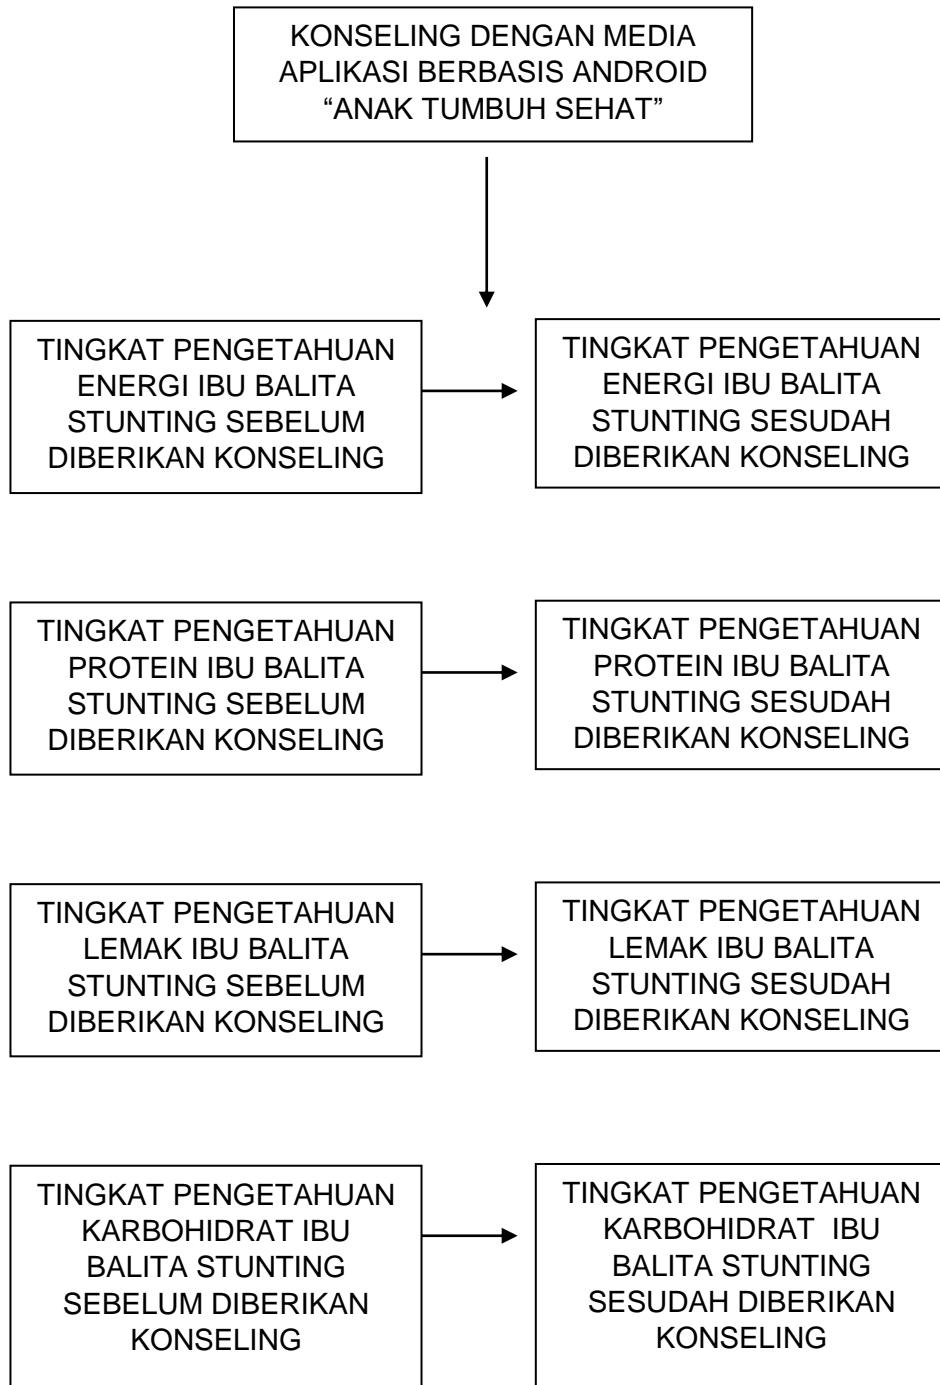 KONSELING DENGAN MEDIA
APLIKASI BERBASIS ANDROID
“ANAK TUMBUH SEHAT”
TINGKAT PENGETAHUAN
ENERGI IBU BALITA
STUNTING SEBELUM
DIBERIKAN KONSELING
TINGKAT PENGETAHUAN
ENERGI IBU BALITA
STUNTING SESUDAH
DIBERIKAN KONSELING
TINGKAT PENGETAHUAN
PROTEIN IBU BALITA
STUNTING SEBELUM
DIBERIKAN KONSELING
TINGKAT PENGETAHUAN
PROTEIN IBU BALITA
STUNTING SESUDAH
DIBERIKAN KONSELING
TINGKAT PENGETAHUAN
LEMAK IBU BALITA
STUNTING SEBELUM
DIBERIKAN KONSELING
TINGKAT PENGETAHUAN
LEMAK IBU BALITA
STUNTING SESUDAH
DIBERIKAN KONSELING
TINGKAT PENGETAHUAN
KARBOHIDRAT IBU
BALITA STUNTING
SEBELUM DIBERIKAN
KONSELING
TINGKAT PENGETAHUAN
KARBOHIDRAT  IBU
BALITA STUNTING
SESUDAH DIBERIKAN
KONSELING